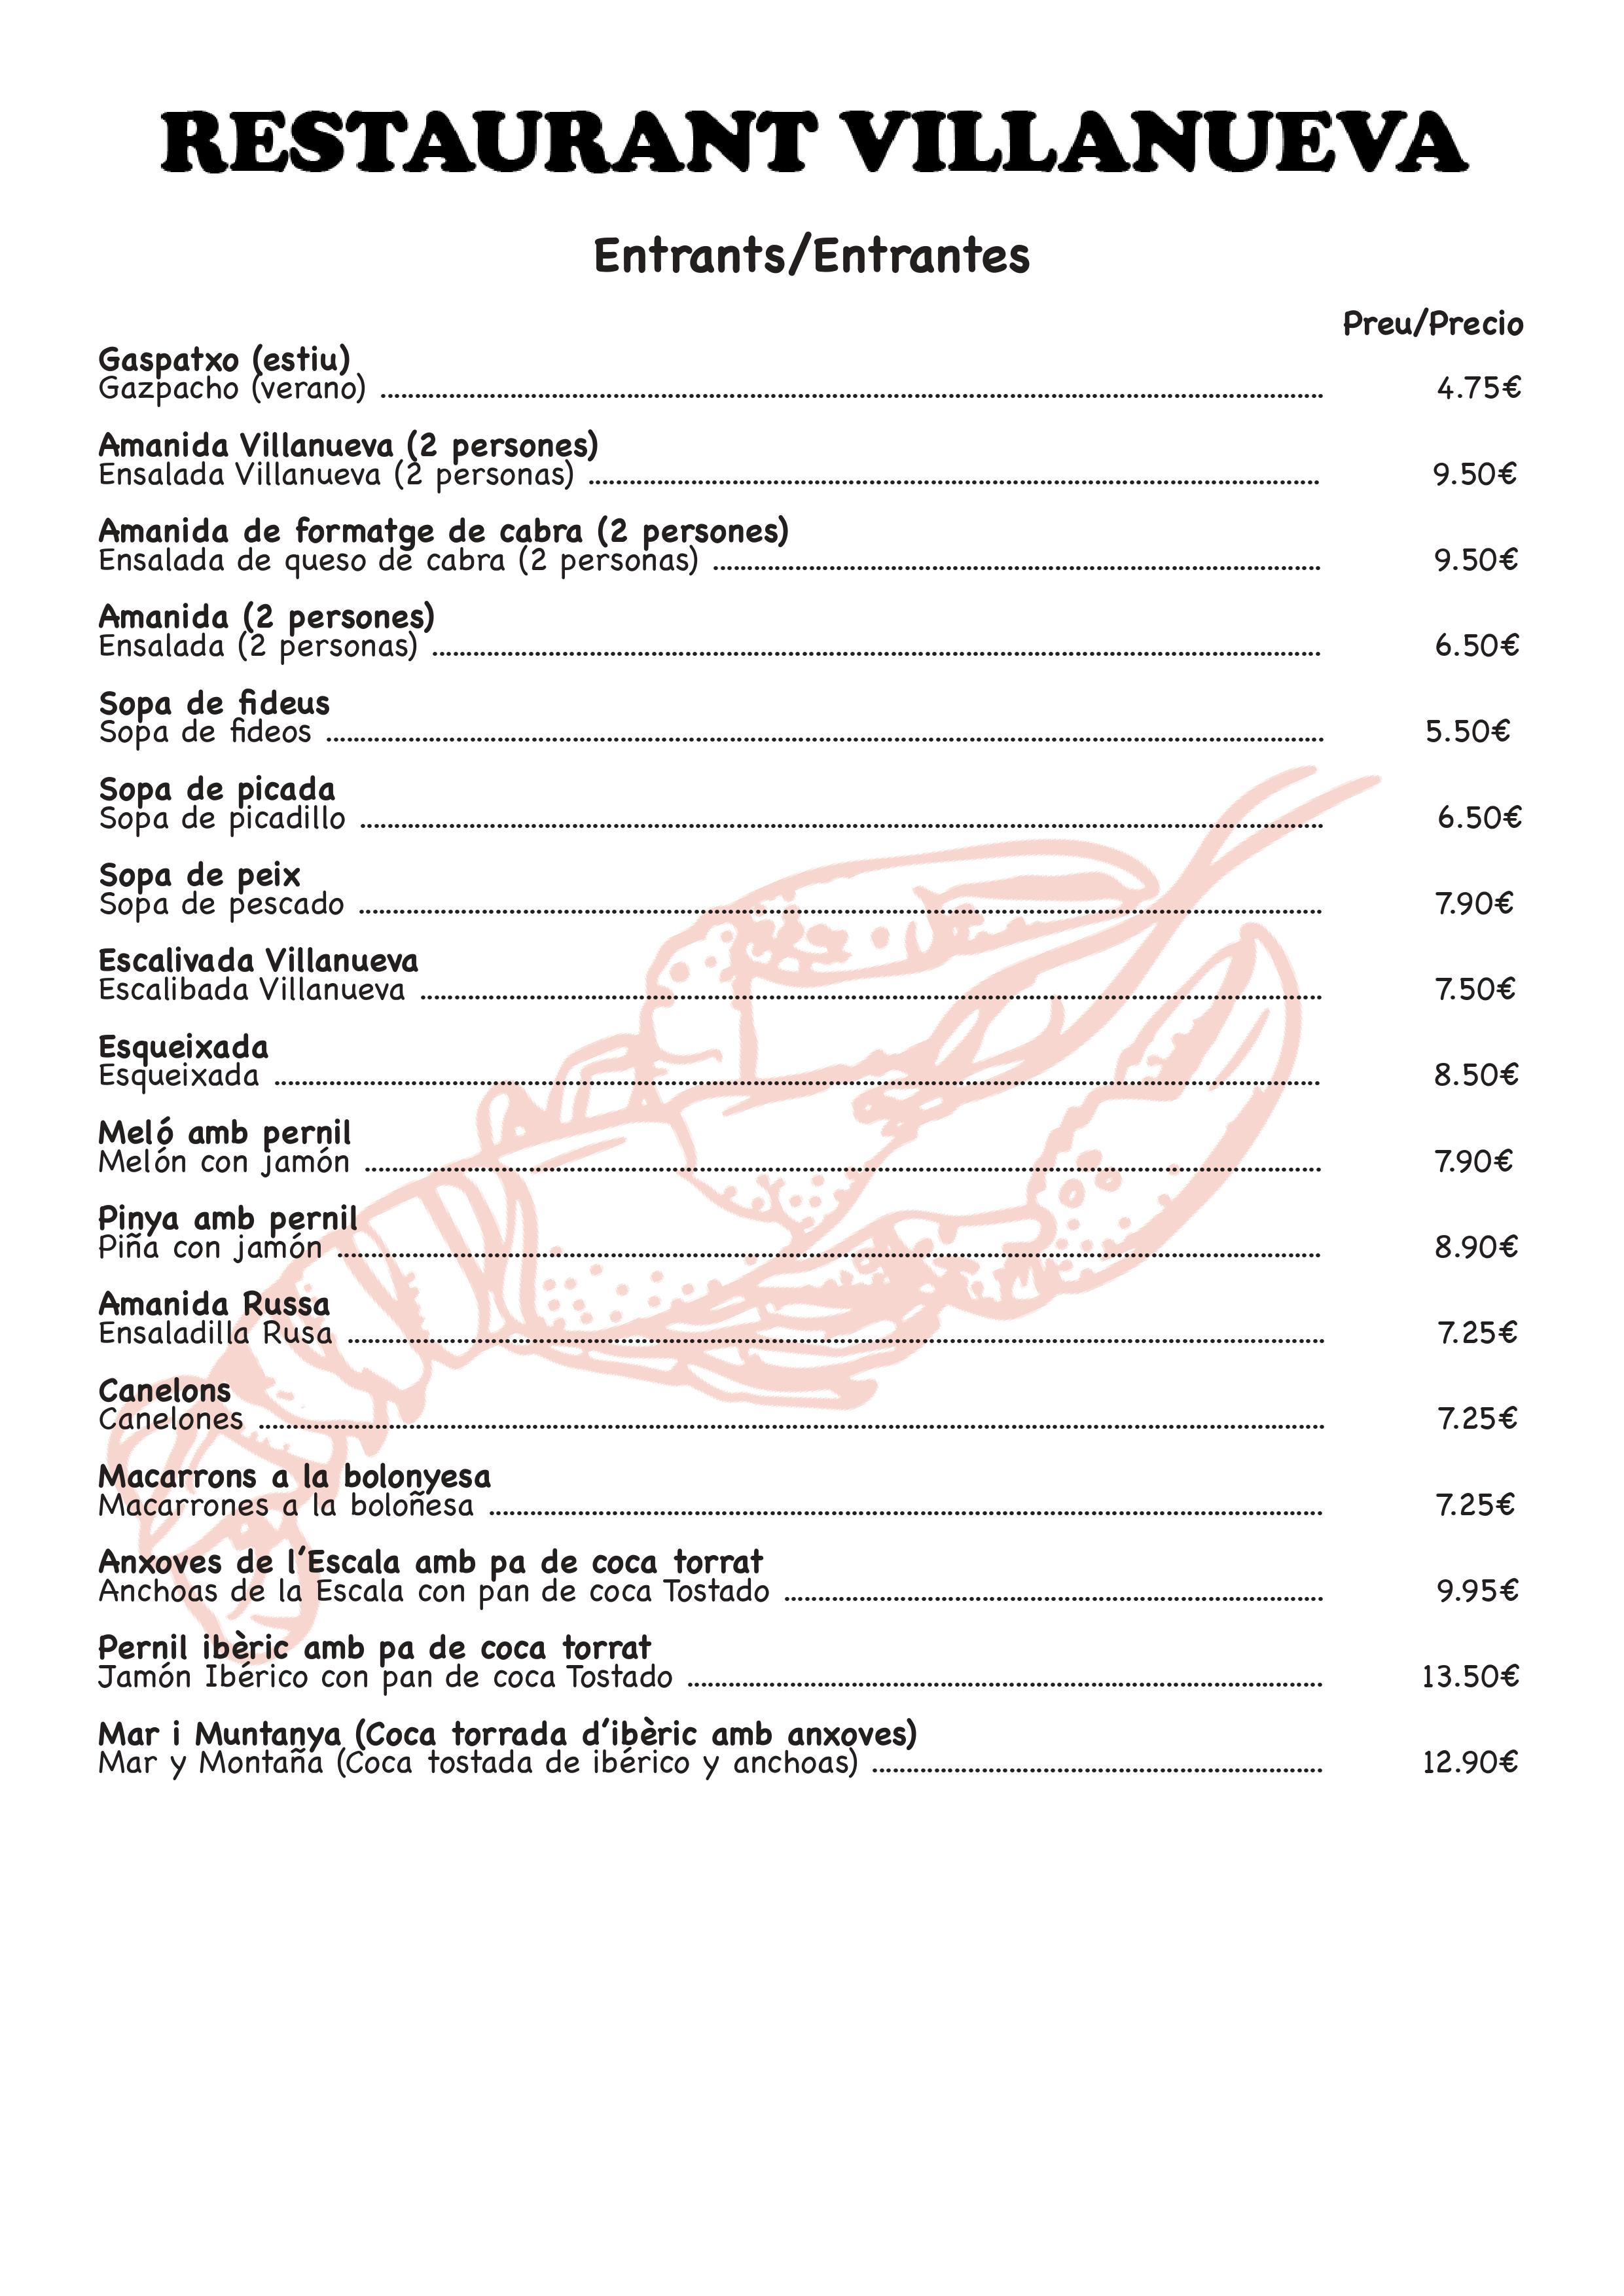 RESTAURANT VILLANUEVA
Entrants/Entrantes
Preu/Precio
Gaspatxo (estiu)
Gazpacho (verano) ........ 4.75€
Amanida Villanueva (2 persones)
Ensalada Villanueva (2 personas) ........ 9.50€
Amanida de formatge de cabra (2 persones)
Ensalada de queso de cabra (2 personas) ........ 9.50€
Amanida (2 persones)
Ensalada (2 personas) ........ 6.50€
Sopa de fideus
Sopa de fideos ........ 5.50€
Sopa de picada
Sopa de picadillo ........ 6.50€
Sopa de peix
Sopa de pescado ........ 7.90€
Escalivada Villanueva
Escalibada Villanueva ........ 7.50€
Esqueixada
Esqueixada ........ 8.50€
Meló amb pernil
Melón con jamón ........ 7.90€
Pinya amb pernil
Piña con jamón ........ 8.90€
Amanida Russa
Ensaladilla Rusa ........ 7.25€
Canelons
Canelones ........ 7.25€
Macarrons a la bolonyesa
Macarrones a la boloñesa ........ 7.25€
Anxoves de l'Escala amb pa de coca torrat
Anchoas de la Escala con pan de coca Tostado ........ 9.95€
Pernil ibèric amb pa de coca torrat
Jamón Ibérico con pan de coca Tostado ........ 13.50€
Mar i Muntanya (Coca torrada d'ibèric amb anxoves)
Mar y Montaña (Coca tostada de ibérico y anchoas) ........ 12.90€